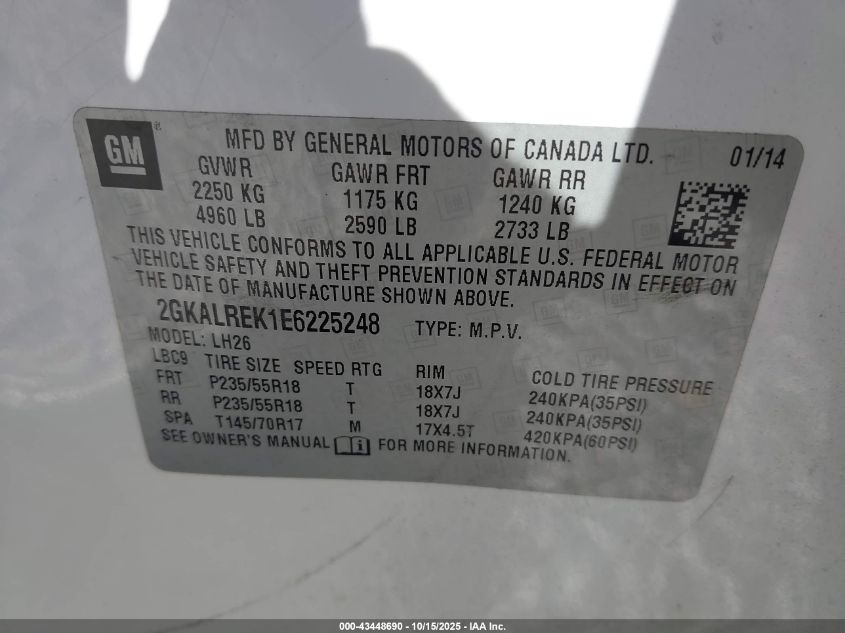 GM ®
MFD BY GENERAL MOTORS OF CANADA LTD. 01/14
GVWR GAWR FRT GAWR RR
2250 KG 1175 KG 1240 KG
4960 LB 2590 LB 2733 LB
THIS VEHICLE CONFORMS TO ALL APPLICABLE U.S. FEDERAL MOTOR
VEHICLE SAFETY AND THEFT PREVENTION STANDARDS IN EFFECT ON
THE DATE OF MANUFACTURE SHOWN ABOVE.
2GKALREK1E6225248 TYPE: M.P.V.
MODEL: LH26
LBC9 TIRE SIZE SPEED RTG RIM COLD TIRE PRESSURE
FRT P235/55R18 T 18X7J 240KPA(35PSI)
RR P235/55R18 T 18X7J 240KPA(35PSI)
SPA T145/70R17 M 17X4.5T 420KPA(60PSI)
SEE OWNER'S MANUAL i FOR MORE INFORMATION.
000-43448690 - 10/15/2025 - IAA Inc.